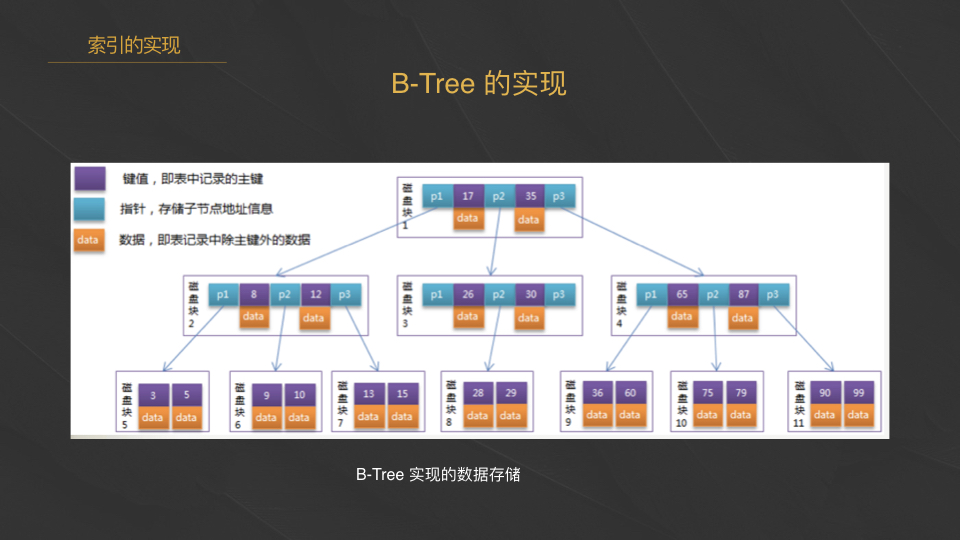 索引的实现
B-Tree 的实现
键值，即表中记录的主键
指针，存储子节点地址信息
data 数据，即表记录中除主键外的数据
磁盘块1 p1 17 p2 35 p3
data data
磁盘块2 p1 8 p2 12 p3
data data
磁盘块3 p1 26 p2 30 p3
data data
磁盘块4 p1 65 p2 87 p3
data data
磁盘块5 3 5
data data
磁盘块6 9 10
data data
磁盘块7 13 15
data data
磁盘块8 28 29
data data
磁盘块9 36 60
data data
磁盘块10 75 79
data data
磁盘块11 90 99
data data
B-Tree 实现的数据存储